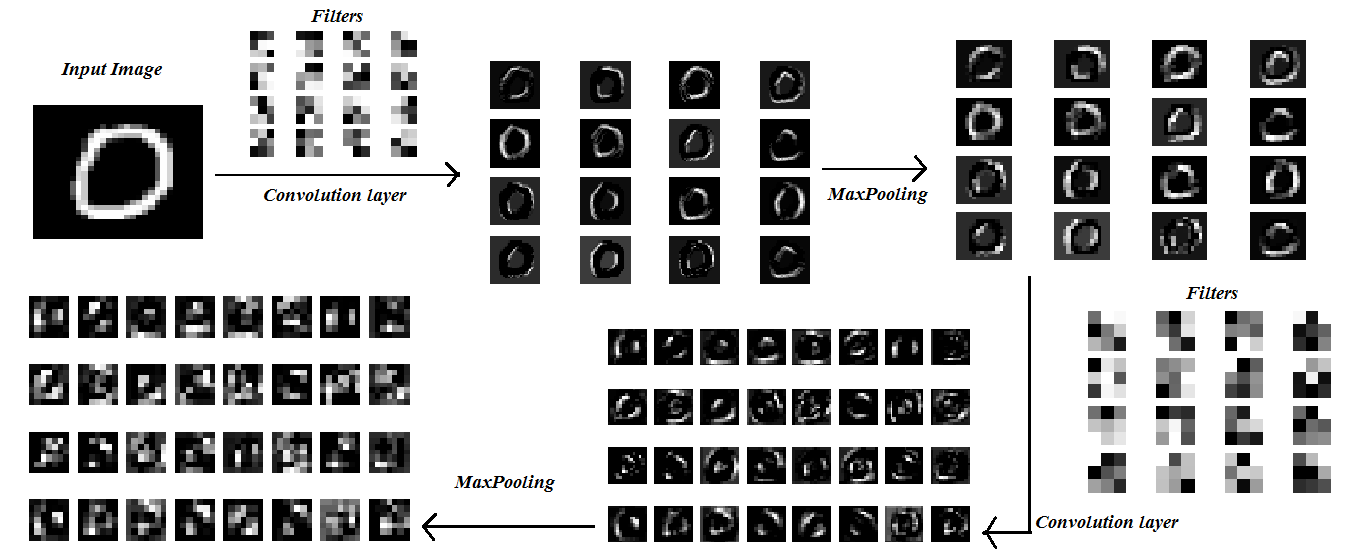 Filters
Input Image
Convolution layer
MaxPooling
Filters
Convolution layer
MaxPooling